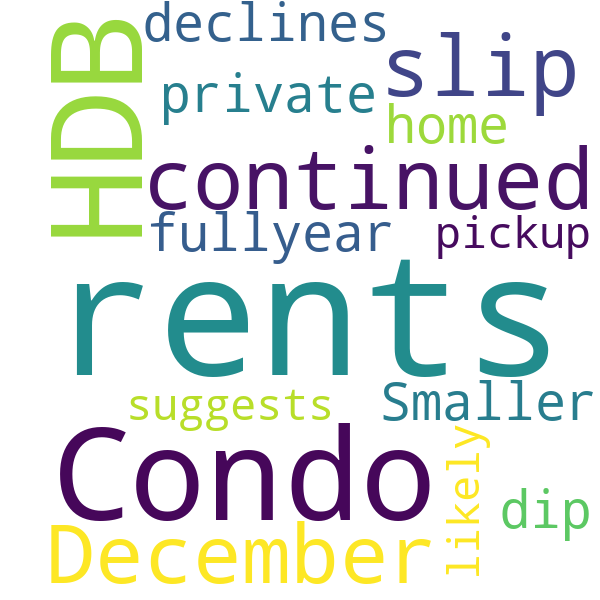 declines
HDB
slip
private
home
continued
fullyear
pickup
rents
suggests
Smaller
Condo
likely
dip
December